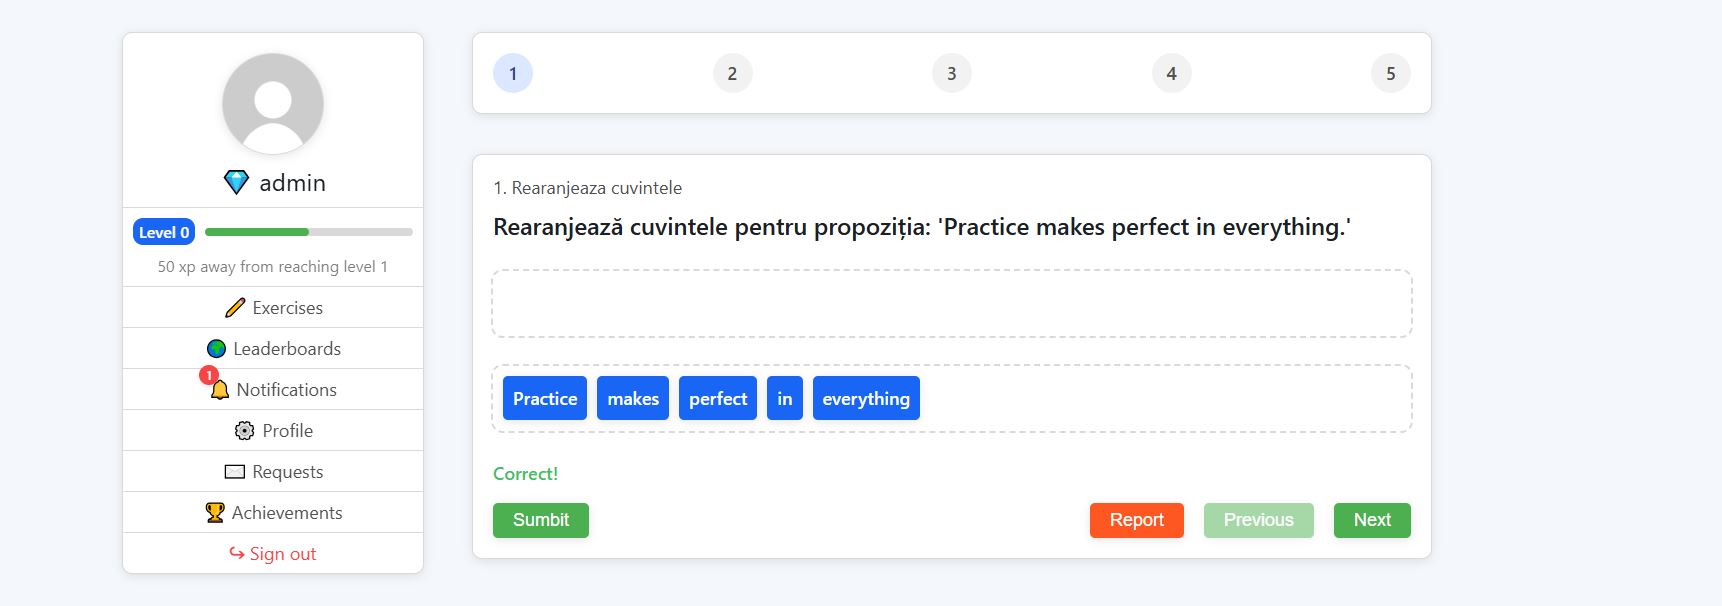 admin
Level 0
50 xp away from reaching level 1
Exercises
Leaderboards
1
Notifications
Profile
Requests
Achievements
Sign out
1 2 3 4 5
1. Rearanjeaza cuvintele
Rearanjează cuvintele pentru propoziția: 'Practice makes perfect in everything.'
Practice makes perfect in everything
Correct!
Sumbit Report Previous Next